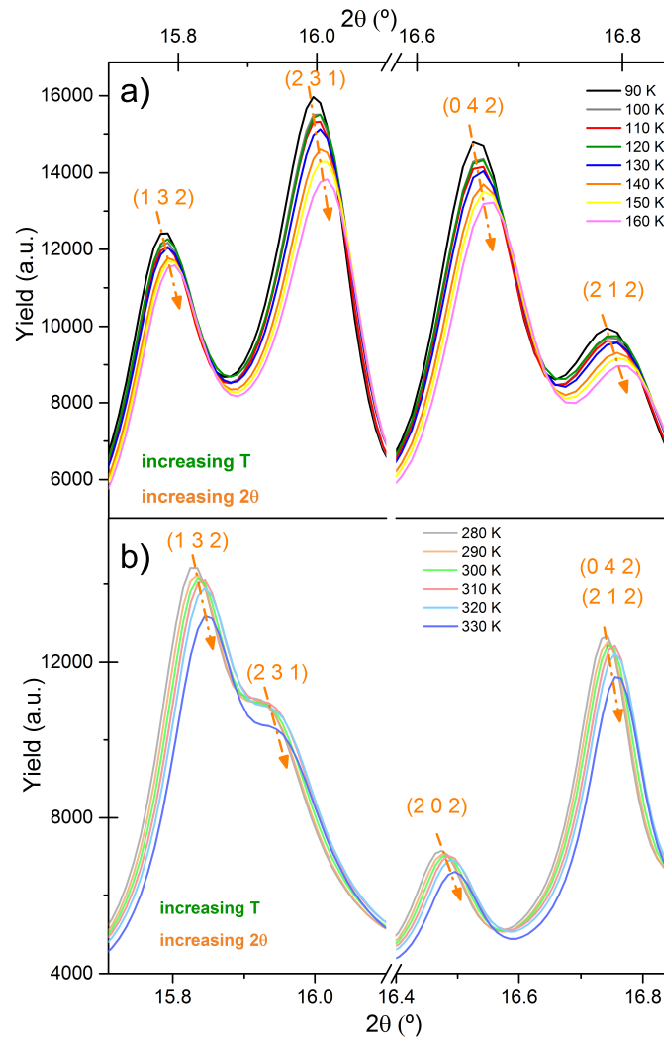 2θ (º)
15.8 16.0 16.6 16.8
a)
(2 3 1)
(0 4 2)
(1 3 2)
(2 1 2)
90 K
100 K
110 K
120 K
130 K
140 K
150 K
160 K
16000
14000
12000
10000
8000
6000
Yield (a.u.)
increasing T
increasing 2θ
b)
(1 3 2)
(2 3 1)
(0 4 2)
(2 1 2)
(2 0 2)
280 K
290 K
300 K
310 K
320 K
330 K
12000
8000
4000
Yield (a.u.)
increasing T
increasing 2θ
15.8 16.0 16.4 16.6 16.8
2θ (º)